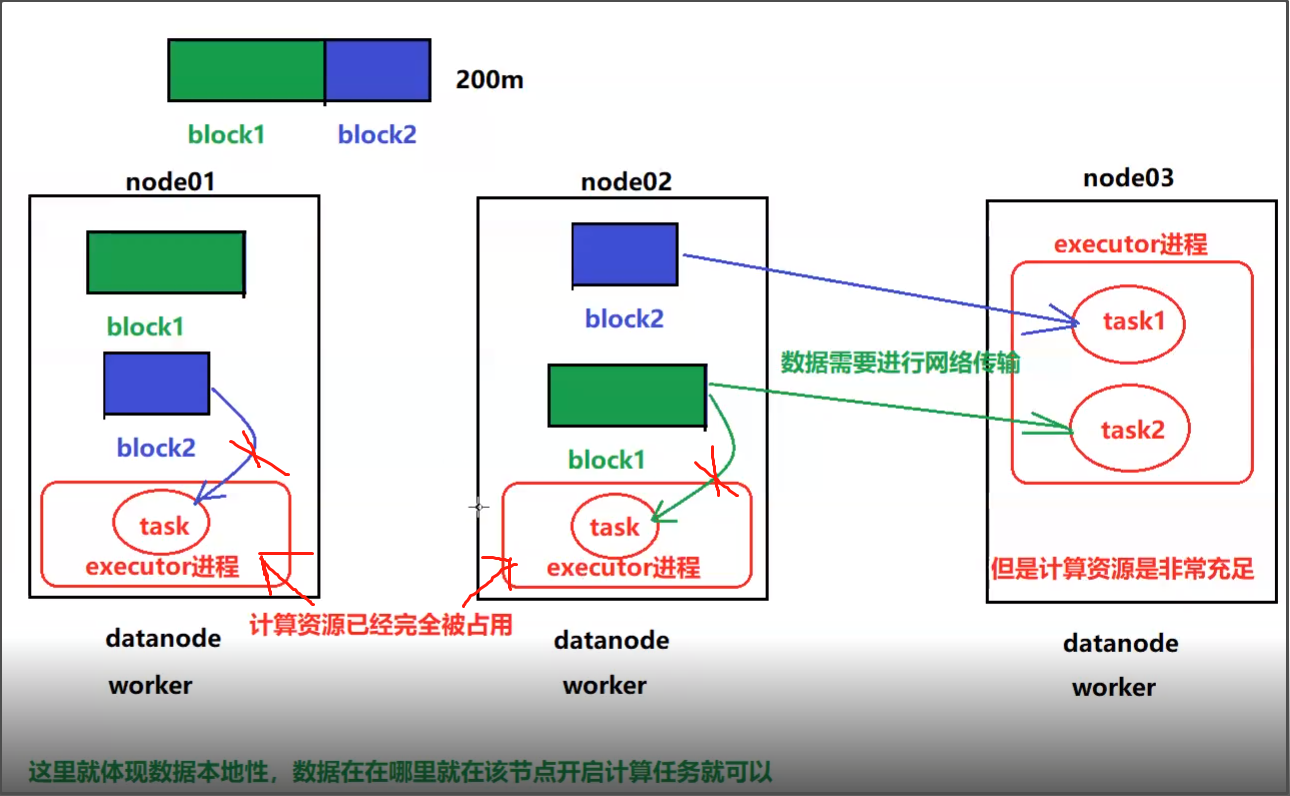 200m
block1
block2
node01
node02
node03
block1
block2
task
executor进程
block2
block1
task
executor进程
数据需要进行网络传输
executor进程
task1
task2
但是计算资源是非常充足
计算资源已经完全被占用
datanode
worker
datanode
worker
datanode
worker
这里就体现数据本地性，数据在在哪里就在该节点开启计算任务就可以